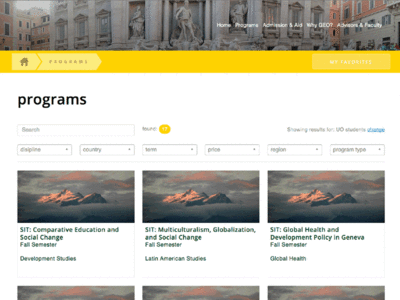 Home Programs Admission & Aid Why GEO? Advisors & Faculty
PROGRAMS
MY FAVORITES
programs
Search
found
Showing results for: UO students change
discipline
country
term
price
region
program type
SIT: Comparative Education and Social Change
Fall Semester
Development Studies
SIT: Multiculturalism, Globalization, and Social Change
Fall Semester
Latin American Studies
SIT: Global Health and Development Policy in Geneva
Fall Semester
Global Health